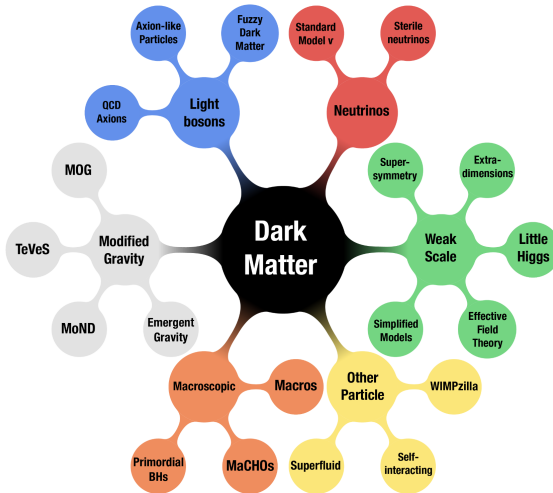 Axion-like
Particles
Fuzzy
Dark
Matter
QCD
Axions
Light
bosons
Standard
Model ν
Sterile
neutrinos
Neutrinos
MOG
TeVeS
MoND
Emergent
Gravity
Modified
Gravity
Dark
Matter
Super-
symmetry
Extra-
dimensions
Little
Higgs
Weak
Scale
Simplified
Models
Effective
Field
Theory
Macroscopic
Macros
Primordial
BHs
MaCHOs
Other
Particle
WIMPzilla
Superfluid
Self-
interacting